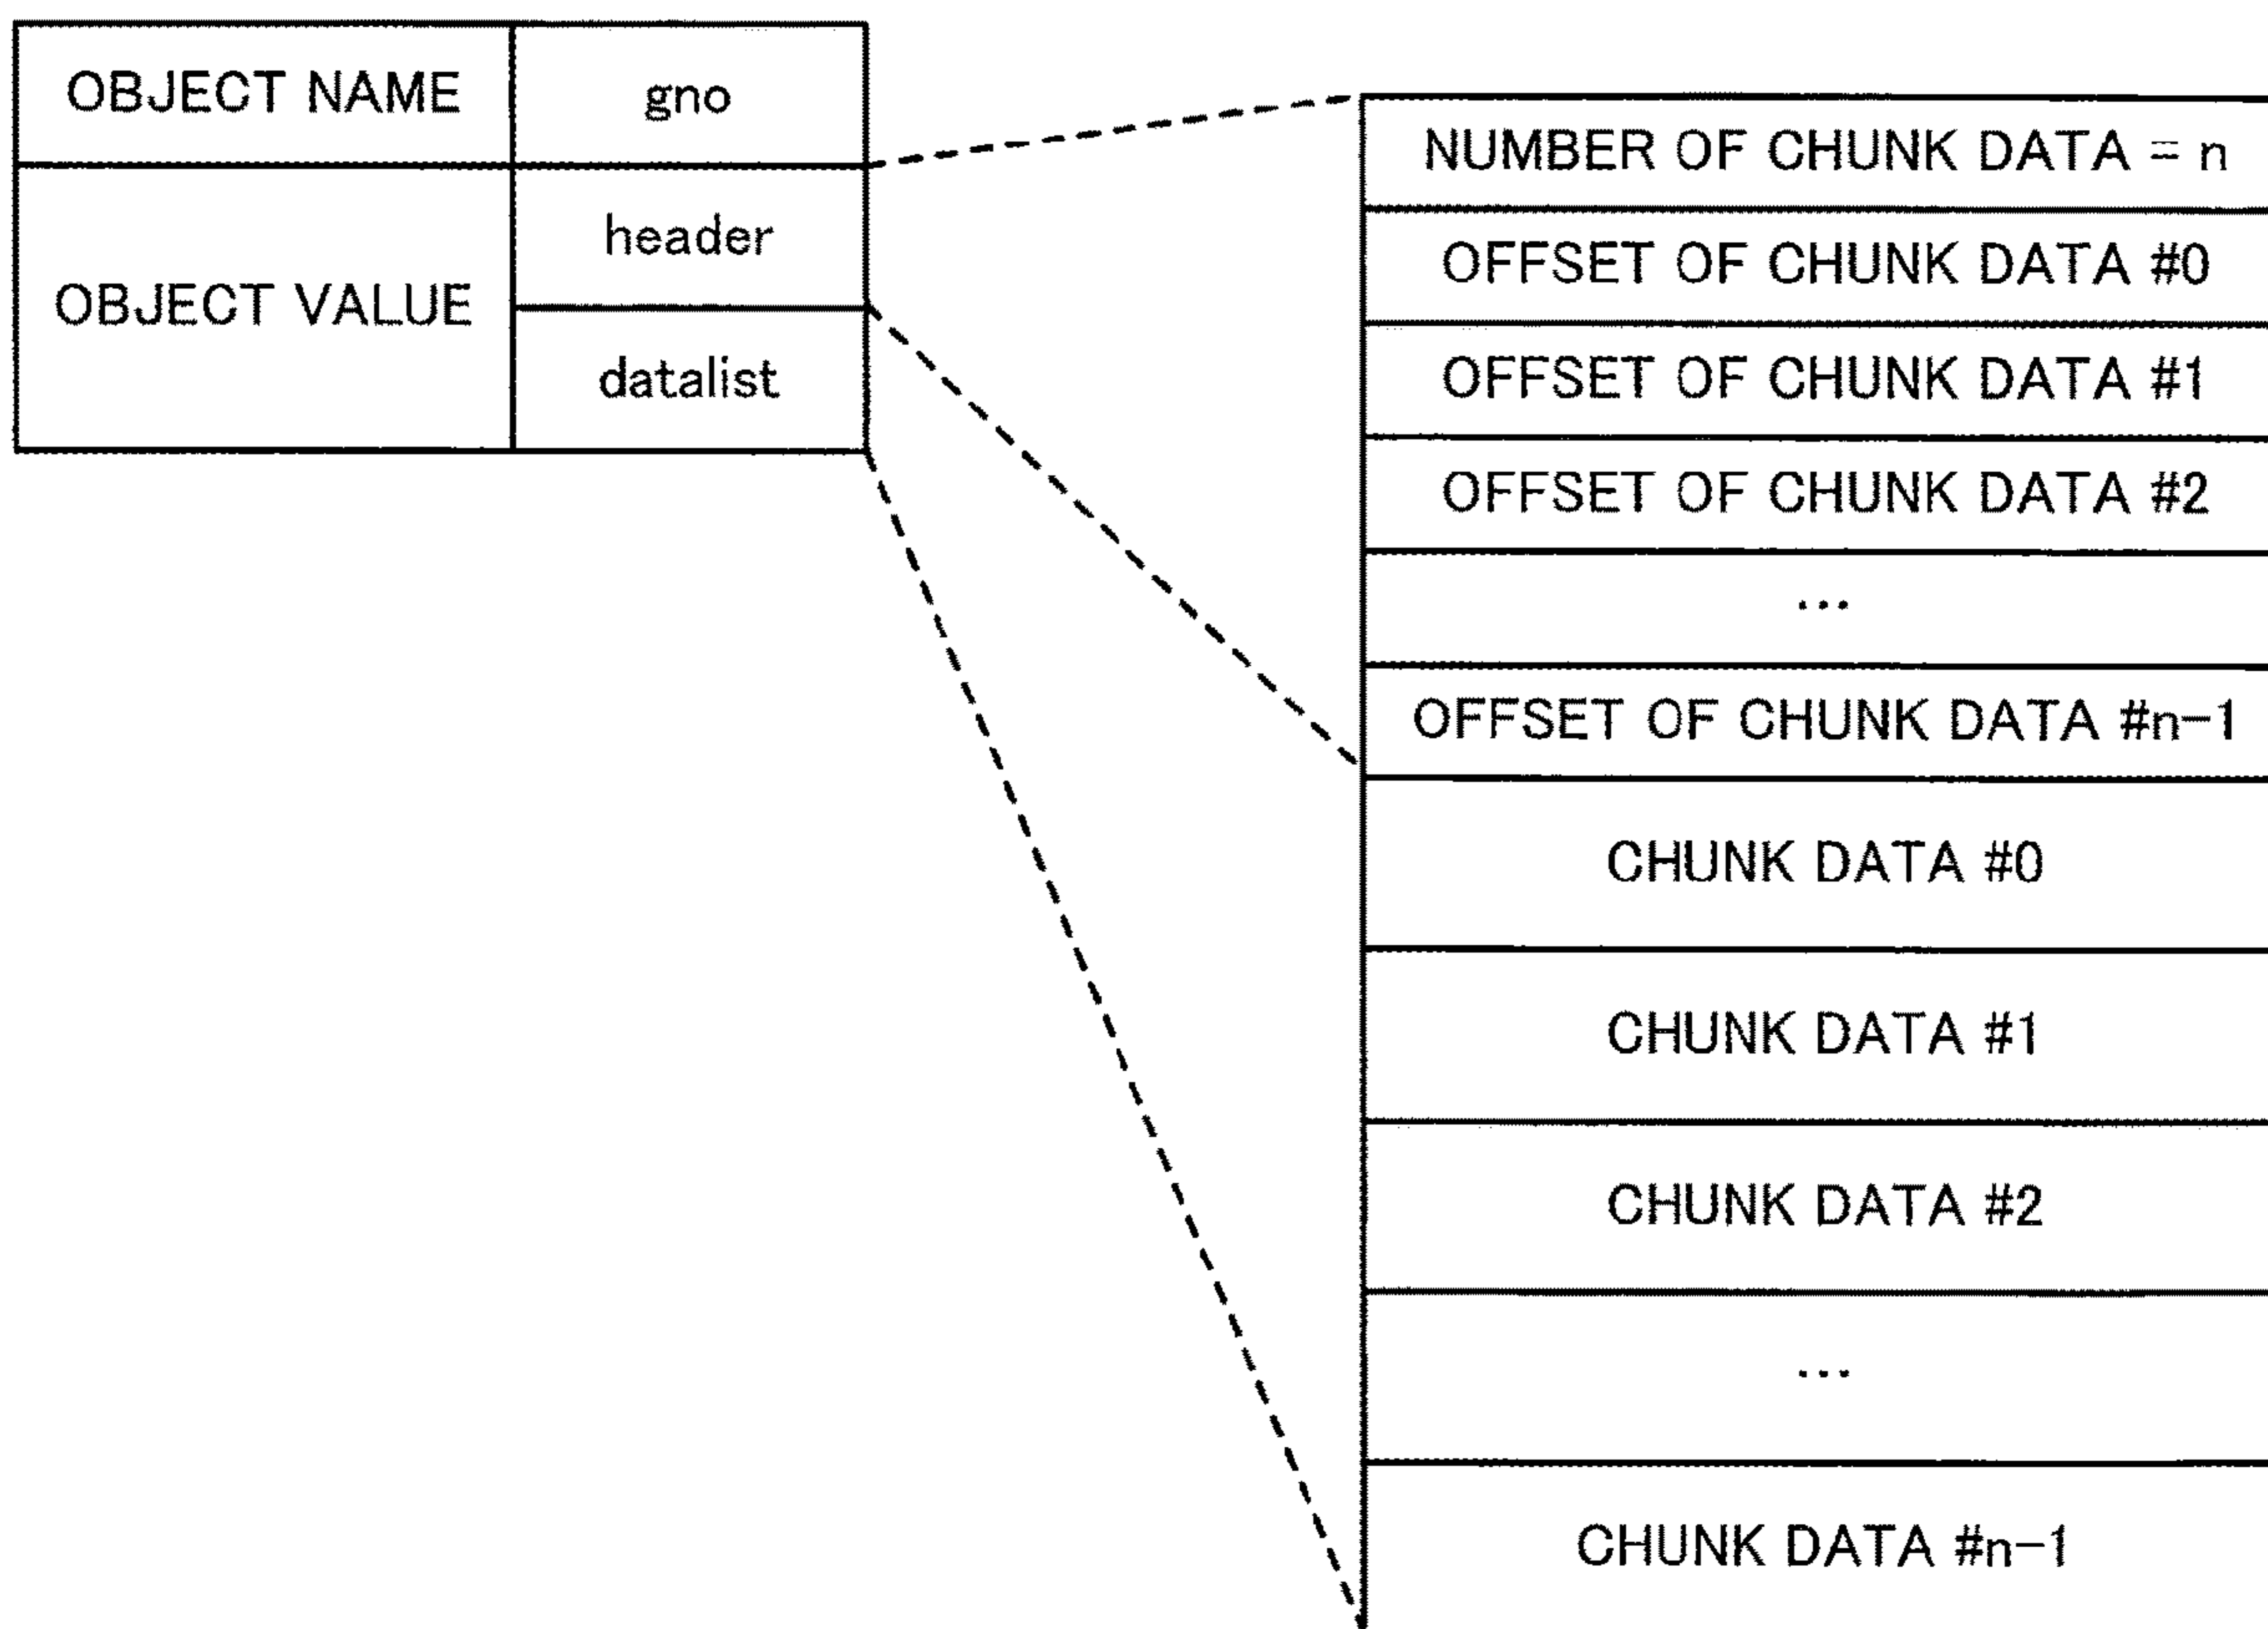 OBJECT NAME
gno
OBJECT VALUE
header
datalist
NUMBER OF CHUNK DATA = n
OFFSET OF CHUNK DATA #0
OFFSET OF CHUNK DATA #1
OFFSET OF CHUNK DATA #2
...
OFFSET OF CHUNK DATA #n-1
CHUNK DATA #0
CHUNK DATA #1
CHUNK DATA #2
...
CHUNK DATA #n-1